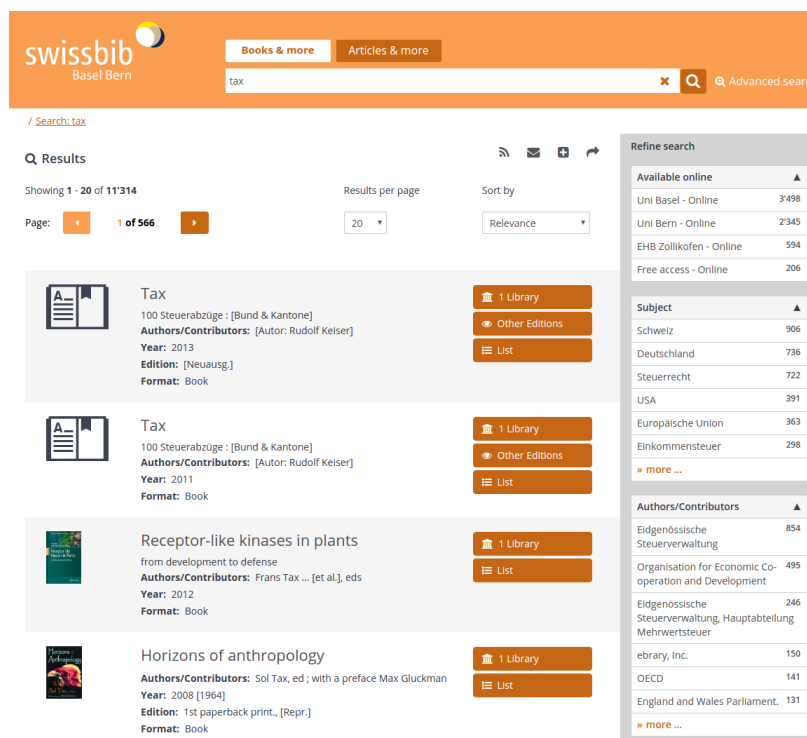 swissbib
Basel Bern
Books & more
Articles & more
tax
Advanced sear
/ Search: tax
Results
Showing 1 - 20 of 11'314
Results per page
Sort by
Page:
1 of 566
20
Relevance
Tax
100 Steuerabzüge : [Bund & Kantone]
Authors/Contributors: [Autor: Rudolf Keiser]
Year: 2013
Edition: [Neuausg.]
Format: Book
1 Library
Other Editions
List
Tax
100 Steuerabzüge : [Bund & Kantone]
Authors/Contributors: [Autor: Rudolf Keiser]
Year: 2011
Format: Book
1 Library
Other Editions
List
Receptor-like kinases in plants
from development to defense
Authors/Contributors: Frans Tax ... [et al.], eds
Year: 2012
Format: Book
1 Library
List
Horizons of anthropology
Authors/Contributors: Sol Tax, ed ; with a preface Max Gluckman
Year: 2008 [1964]
Edition: 1st paperback print., [Repr.]
Format: Book
1 Library
List
Refine search
Available online
Uni Basel - Online 3'498
Uni Bern - Online 2'345
EHB Zollikofen - Online 594
Free access - Online 206
Subject
Schweiz 906
Deutschland 736
Steuerrecht 722
USA 391
Europäische Union 363
Einkommensteuer 298
» more ...
Authors/Contributors
Eidgenössische 854
Steuerverwaltung
Organisation for Economic Co- 495
operation and Development
Eidgenössische 246
Steuerverwaltung, Hauptabteilung
Mehrwertsteuer
ebrary, Inc. 150
OECD 141
England and Wales Parliament. 131
» more ...